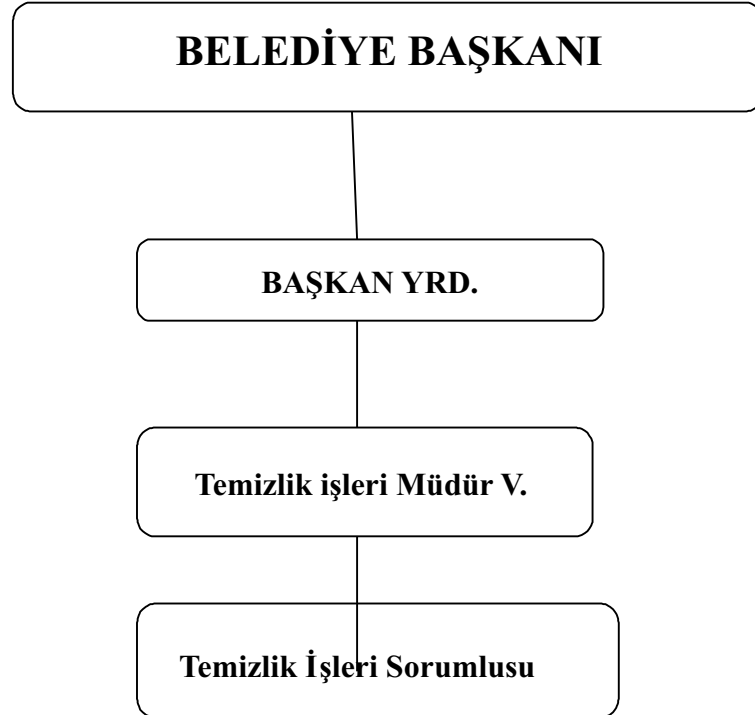 BELEDİYE BAŞKANI
BAŞKAN YRD.
Temizlik işleri Müdür V.
Temizlik İşleri Sorumlusu